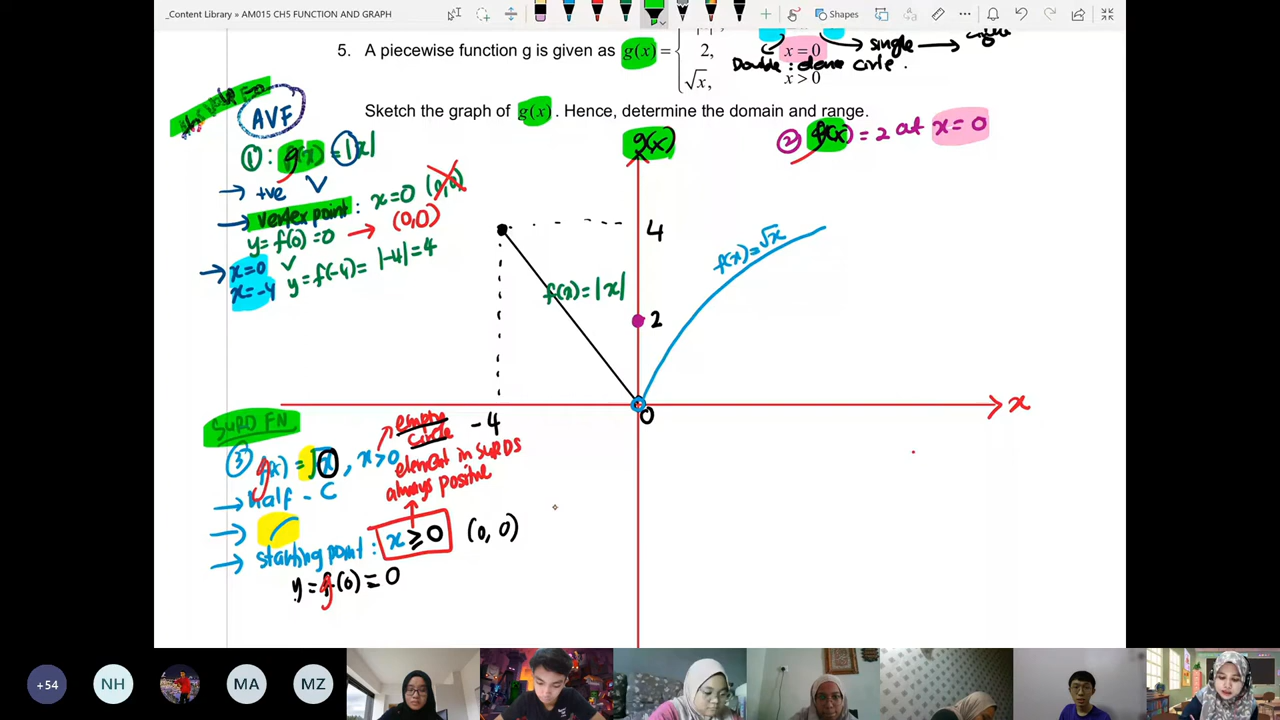 _Content Library » AM015 CH5 FUNCTION AND GRAPH
Shapes
5. A piecewise function g is given as g(x) = { 2, x = 0
√x, x > 0
single
Double :
circle.
Sketch the graph of g(x). Hence, determine the domain and range.
AVF
①: g(x) = |x|
→ +ve V
→ vertex point: x=0 (0,0)
y=f(0)=0 → (0,0)
→ x=0 ✓
x=-4 y=f(-4)= |-4|=4
g(x)
② f(x) = 2 at x=0
4
f(x)=√x
f(x)=|x|
2
0
x
-4
SURD FN
③ f(x) = √x, x>0
empty
circle
element in SURDS
always positive
→ half - C
→ starting point: x ≥ 0 (0, 0)
y = f(0) = 0
+54 NH MA MZ